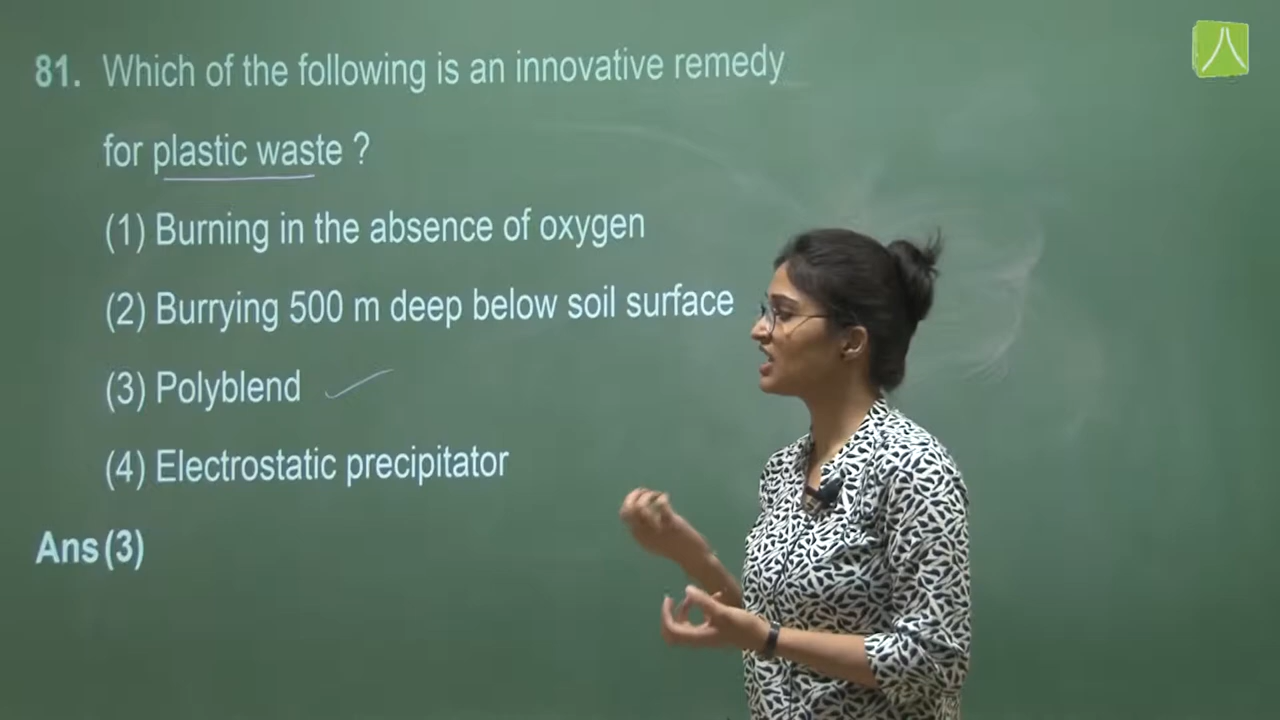 81. Which of the following is an innovative remedy
for plastic waste ?
(1) Burning in the absence of oxygen
(2) Burrying 500 m deep below soil surface
(3) Polyblend
(4) Electrostatic precipitator
Ans (3)